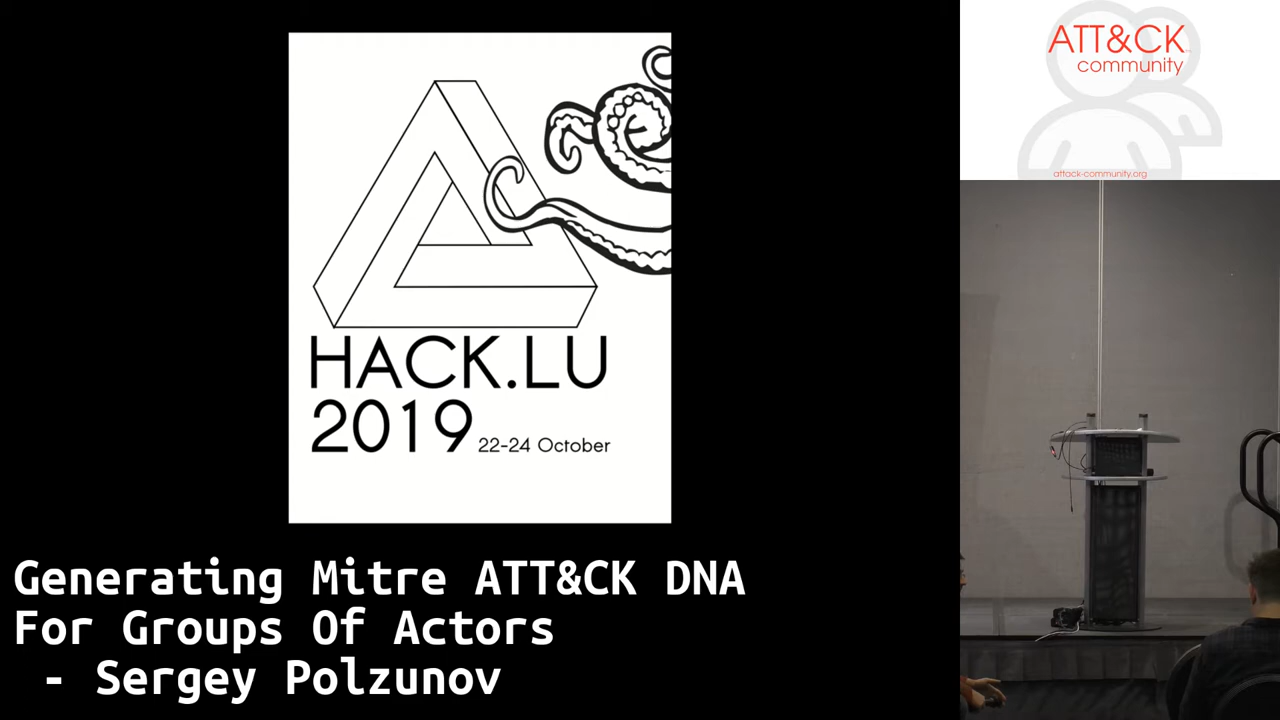 HACK.LU
2019 22-24 October
Generating Mitre ATT&CK DNA
For Groups Of Actors
- Sergey Polzunov
ATT&CK
community
attack-community.org